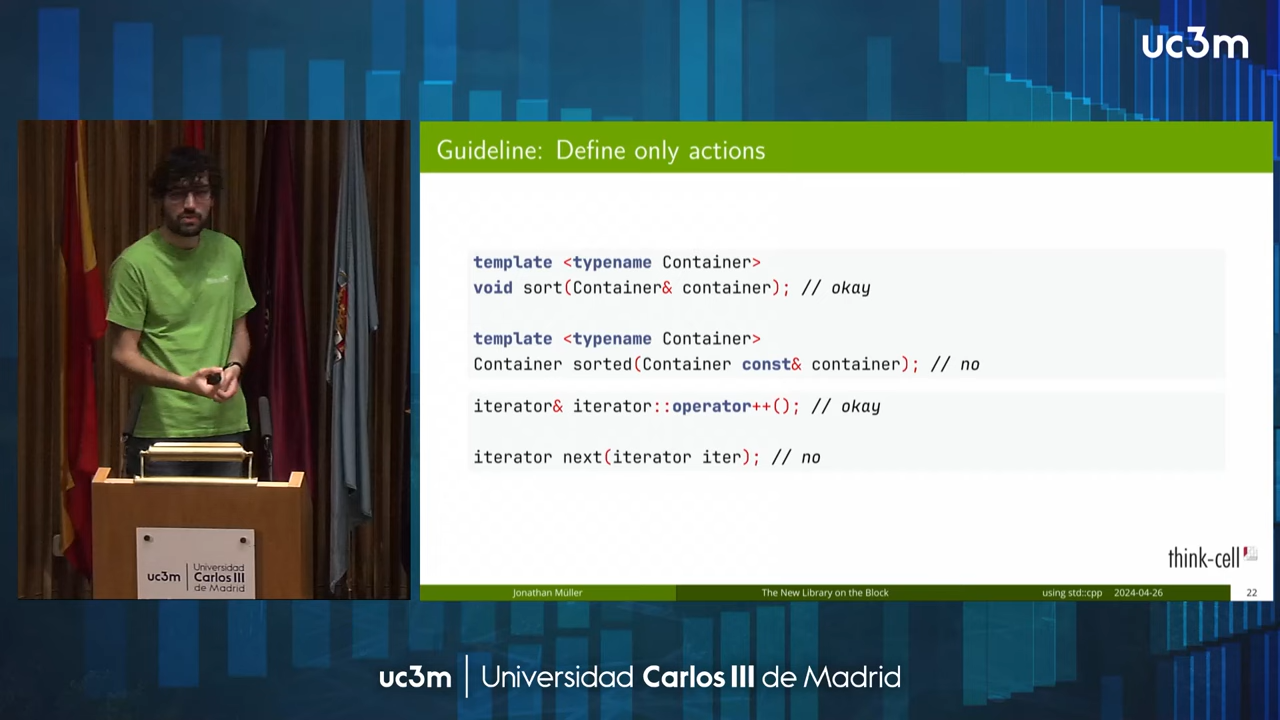 uc3m
Guideline: Define only actions
template <typename Container>
void sort(Container& container); // okay
template <typename Container>
Container sorted(Container const& container); // no
iterator& iterator::operator++(); // okay
iterator next(iterator iter); // no
think-cell
Jonathan Müller
The New Library on the Block
using std::cpp 2024-04-26
22
uc3m
Universidad
Carlos III
de Madrid
uc3m | Universidad Carlos III de Madrid